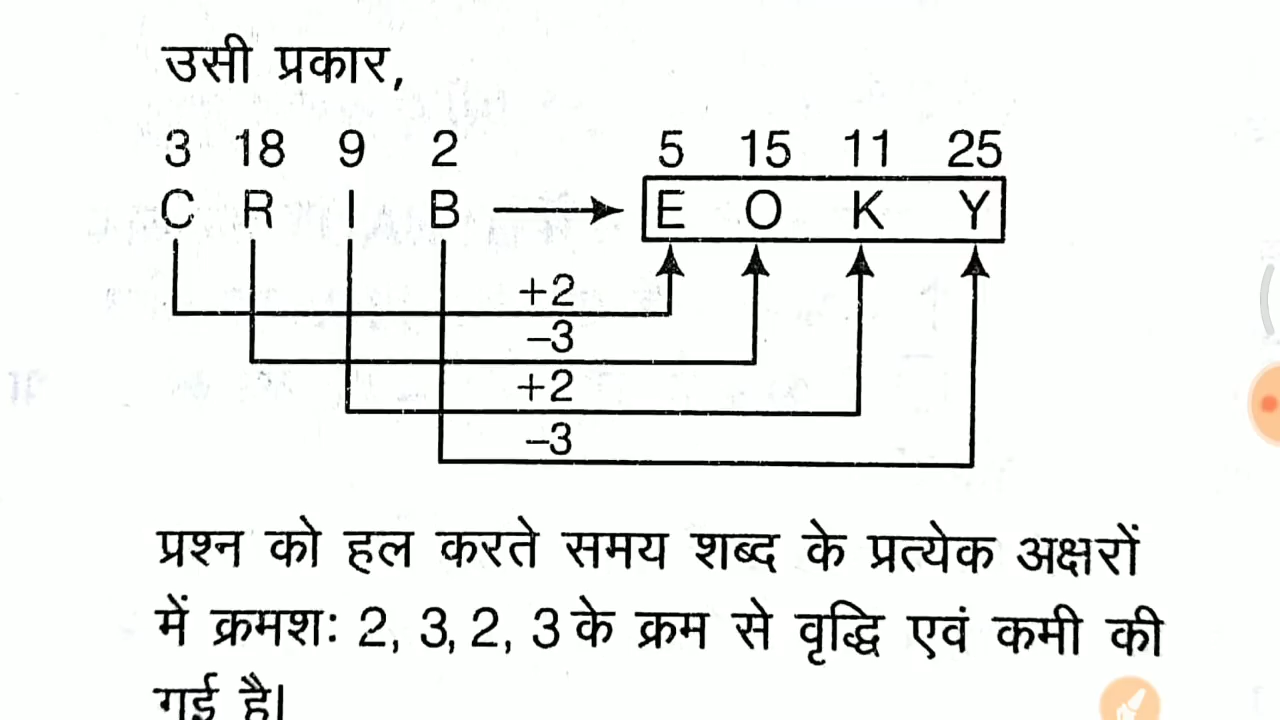 उसी प्रकार,
3 18 9 2 5 15 11 25
C R I B E O K Y
+2
–3
+2
–3
प्रश्न को हल करते समय शब्द के प्रत्येक अक्षरों
में क्रमशः 2, 3, 2, 3 के क्रम से वृद्धि एवं कमी की
गई है।